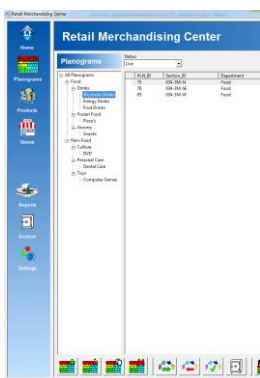 Retail Merchandising Center
Home
Planograms
Products
Stores
Reports
Archive
Settings
Retail Merchandising Center
Planograms
Status:
Live
All Planograms
Food
Drinks
Alcoholic Drinks
Energy Drinks
Fruit Drinks
Frozen Food
Pizza's
Grocery
Snacks
Non-Food
Culture
DVD
Personal Care
Dental Care
Toys
Computer Games
PLN_ID Section_ID Department
Food
Food
Food